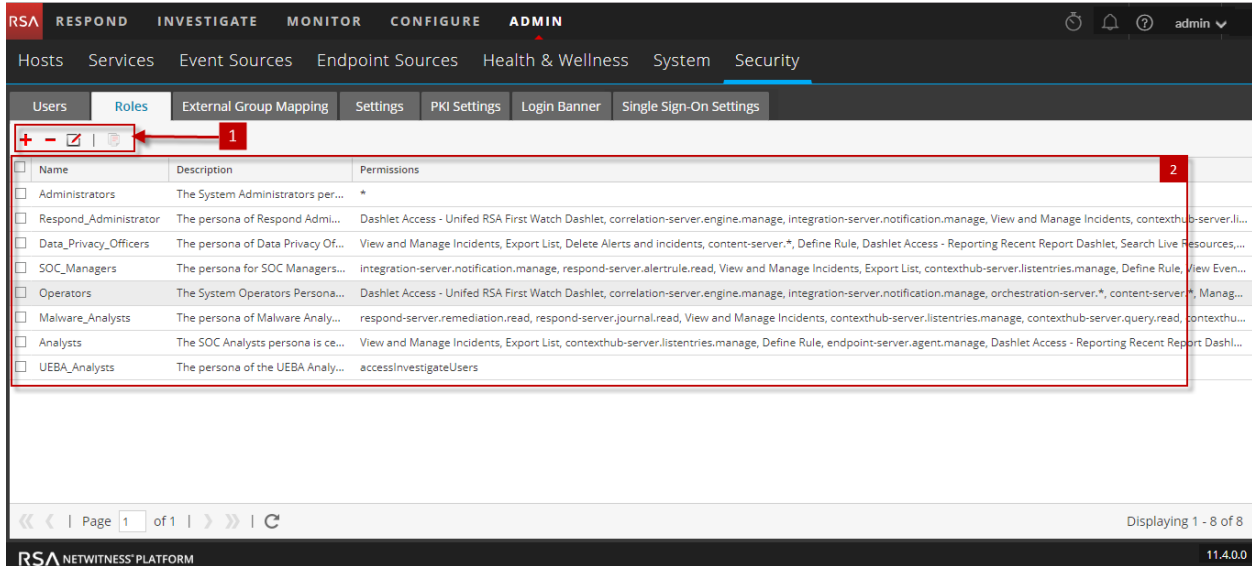 RSA RESPOND INVESTIGATE MONITOR CONFIGURE ADMIN admin
Hosts Services Event Sources Endpoint Sources Health & Wellness System Security
Users Roles External Group Mapping Settings PKI Settings Login Banner Single Sign-On Settings
1
Name Description Permissions 2
Administrators The System Administrators per... *
Respond_Administrator The persona of Respond Admi... Dashlet Access - Unifed RSA First Watch Dashlet, correlation-server.engine.manage, integration-server.notification.manage, View and Manage Incidents, contexthub-server.li...
Data_Privacy_Officers The persona of Data Privacy Of... View and Manage Incidents, Export List, Delete Alerts and incidents, content-server.*, Define Rule, Dashlet Access - Reporting Recent Report Dashlet, Search Live Resources,...
SOC_Managers The persona for SOC Managers... integration-server.notification.manage, respond-server.alertrule.read, View and Manage Incidents, Export List, contexthub-server.listentries.manage, Define Rule, View Even...
Operators The System Operators Persona... Dashlet Access - Unifed RSA First Watch Dashlet, correlation-server.engine.manage, integration-server.notification.manage, orchestration-server.*, content-server.*, Manag...
Malware_Analysts The persona of Malware Analy... respond-server.remediation.read, respond-server.journal.read, View and Manage Incidents, contexthub-server.listentries.manage, contexthub-server.query.read, contexthu...
Analysts The SOC Analysts persona is ce... View and Manage Incidents, Export List, contexthub-server.listentries.manage, Define Rule, endpoint-server.agent.manage, Dashlet Access - Reporting Recent Report Dashl...
UEBA_Analysts The persona of the UEBA Analy... accessInvestigateUsers
Page 1 of 1 Displaying 1 - 8 of 8
RSA NETWITNESS® PLATFORM 11.4.0.0